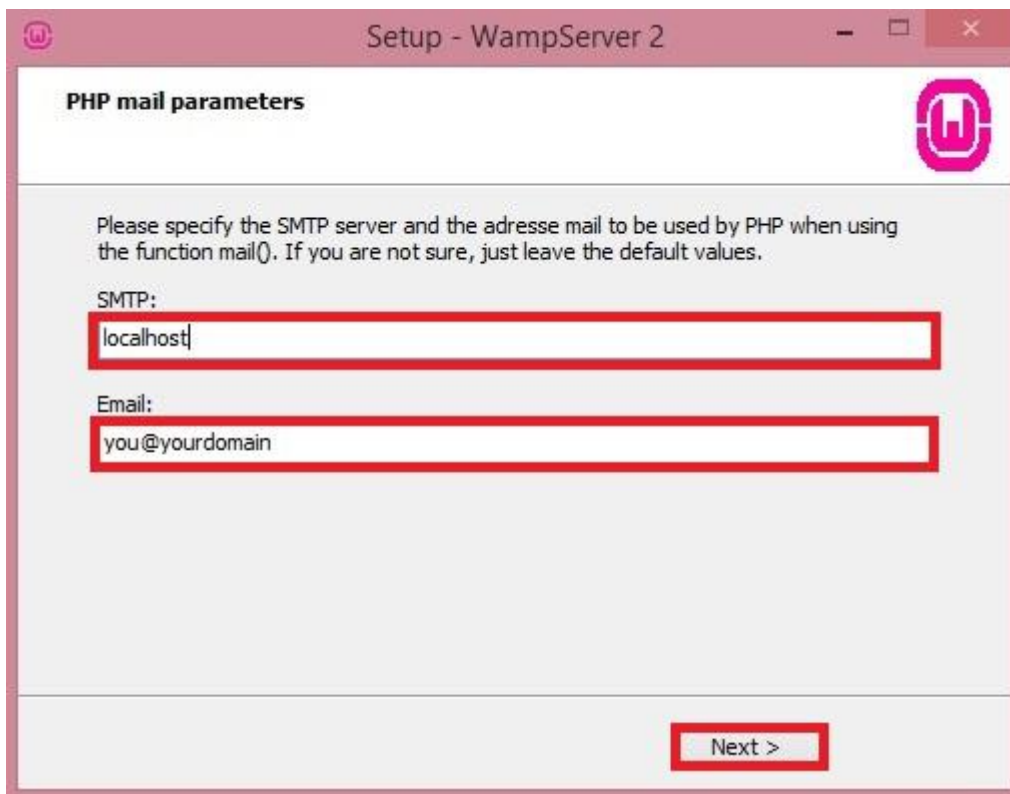 Setup - WampServer 2
PHP mail parameters
Please specify the SMTP server and the adresse mail to be used by PHP when using
the function mail(). If you are not sure, just leave the default values.
SMTP:
localhost
Email:
you@yourdomain
Next >